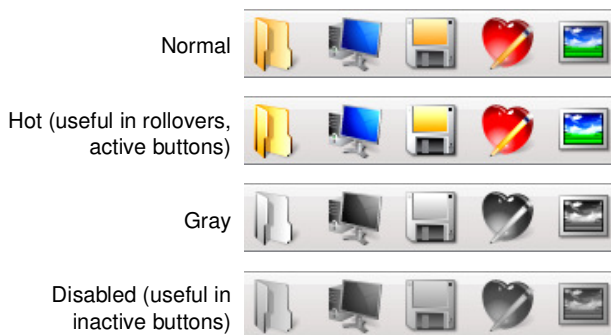 Normal
Hot (useful in rollovers,
active buttons)
Gray
Disabled (useful in
inactive buttons)